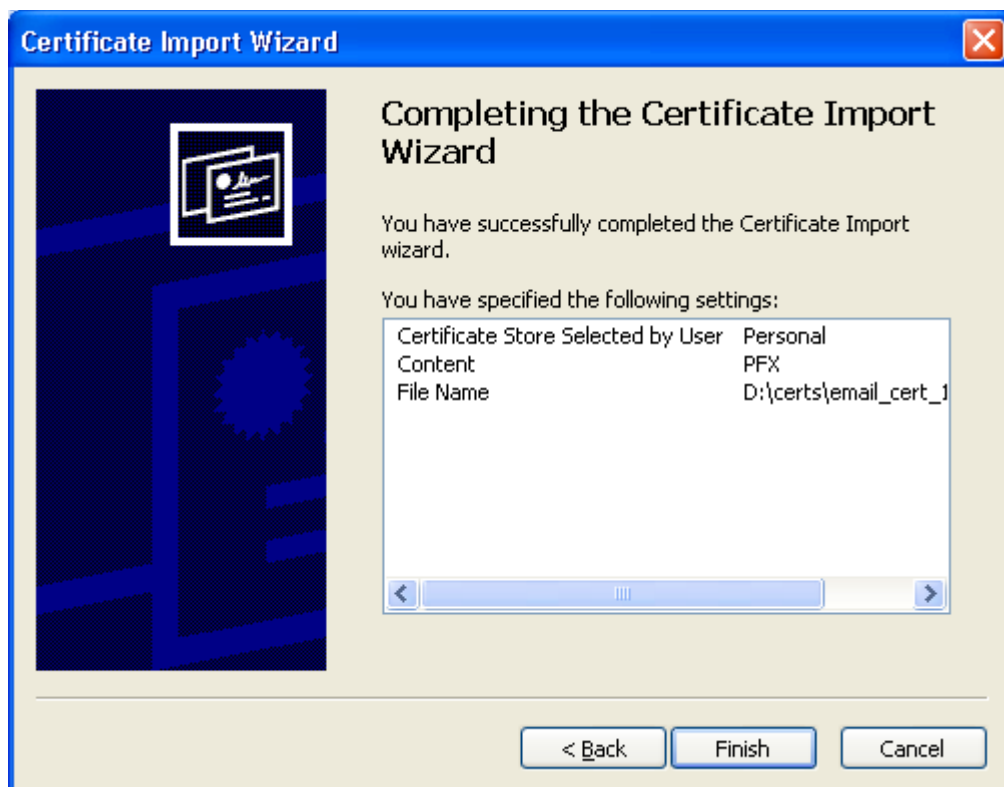 Certificate Import Wizard
Completing the Certificate Import
Wizard
You have successfully completed the Certificate Import
wizard.
You have specified the following settings:
Certificate Store Selected by User Personal
Content PFX
File Name D:\certs\email_cert_1
< Back Finish Cancel